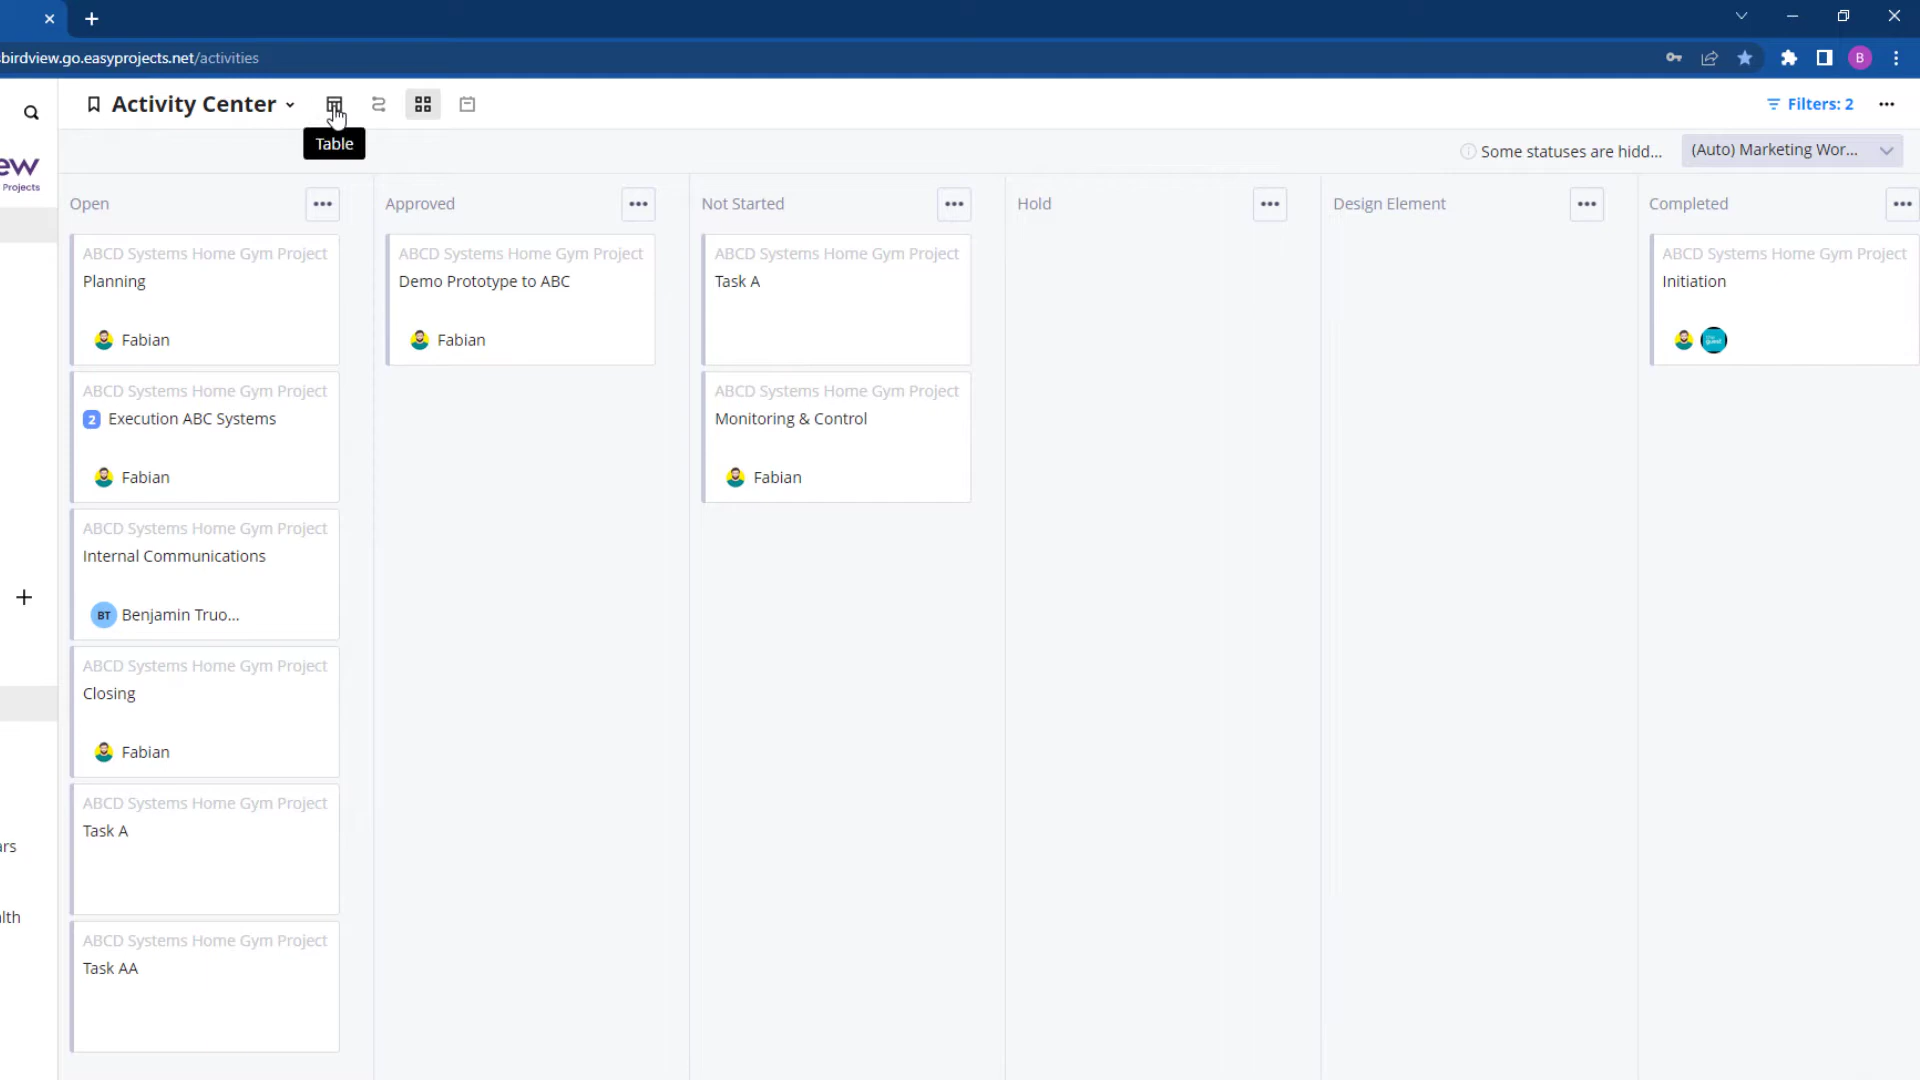 birdview.go.easyprojects.net/activities
B
Activity Center
Filters: 2
Table
ew
Projects
Some statuses are hidd...
(Auto) Marketing Wor...
Open
Approved
Not Started
Hold
Design Element
Completed
ABCD Systems Home Gym Project
Planning
Fabian
ABCD Systems Home Gym Project
2 Execution ABC Systems
Fabian
ABCD Systems Home Gym Project
Internal Communications
BT Benjamin Truo...
ABCD Systems Home Gym Project
Closing
Fabian
ABCD Systems Home Gym Project
Task A
ABCD Systems Home Gym Project
Task AA
ABCD Systems Home Gym Project
Demo Prototype to ABC
Fabian
ABCD Systems Home Gym Project
Task A
ABCD Systems Home Gym Project
Monitoring & Control
Fabian
ABCD Systems Home Gym Project
Initiation
ars
lth